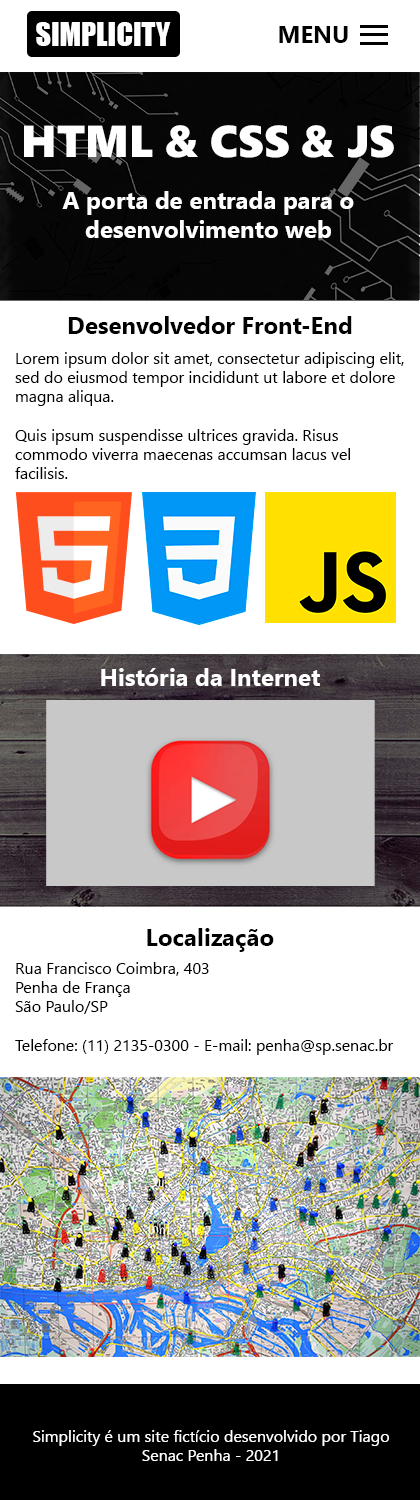 SIMPLICITY
MENU
HTML & CSS & JS
A porta de entrada para o
desenvolvimento web
Desenvolvedor Front-End
Lorem ipsum dolor sit amet, consectetur adipiscing elit,
sed do eiusmod tempor incididunt ut labore et dolore
magna aliqua.
Quis ipsum suspendisse ultrices gravida. Risus
commodo viverra maecenas accumsan lacus vel
facilisis.
5 3 JS
História da Internet
Localização
Rua Francisco Coimbra, 403
Penha de França
São Paulo/SP
Telefone: (11) 2135-0300 - E-mail: penha@sp.senac.br
Simplicity é um site fictício desenvolvido por Tiago
Senac Penha - 2021